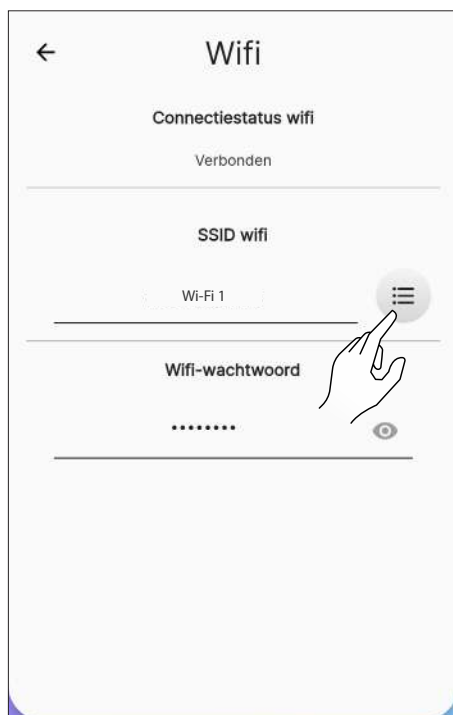 Wifi
Connectiestatus wifi
Verbonden
SSID wifi
Wi-Fi 1
Wifi-wachtwoord
••••••••